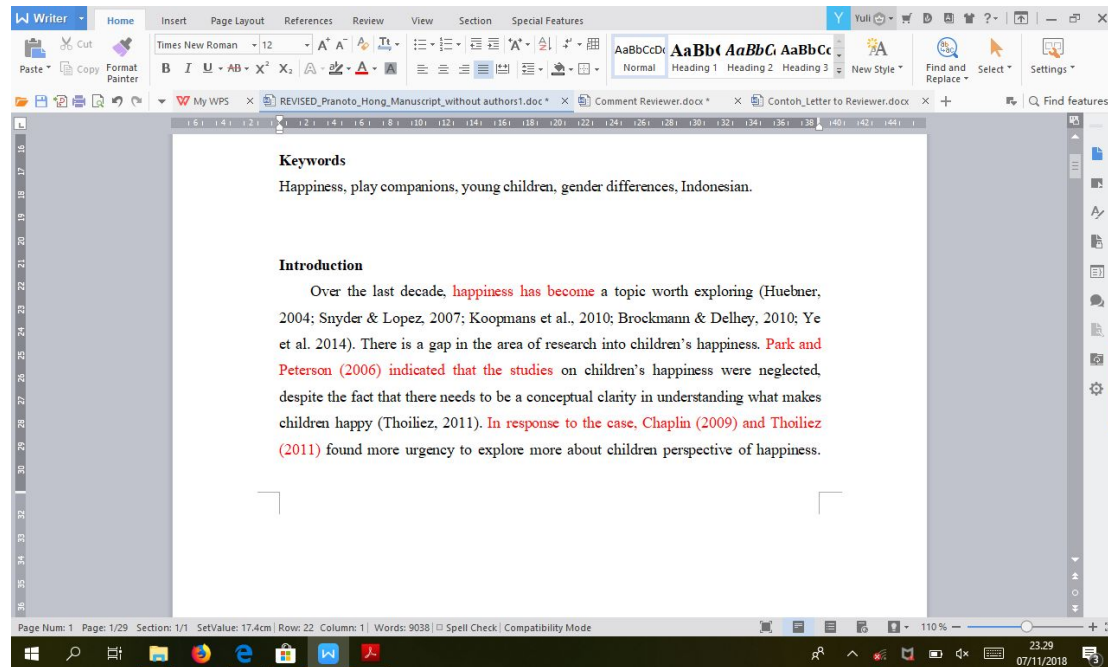 Writer Home Insert Page Layout References Review View Section Special Features Yuli
Cut Times New Roman 12 AaBbCcDc AaBb( AaBbC AaBbCc
Paste Copy Format Painter Normal Heading 1 Heading 2 Heading 3 New Style Find and Replace Select Settings
My WPS REVISED_Pranoto_Hong_Manuscript_without authors1.doc * Comment Reviewer.docx * Contoh_Letter to Reviewer.docx Find features
Keywords
Happiness, play companions, young children, gender differences, Indonesian.
Introduction
Over the last decade, happiness has become a topic worth exploring (Huebner,
2004; Snyder & Lopez, 2007; Koopmans et al., 2010; Brockmann & Delhey, 2010; Ye
et al. 2014). There is a gap in the area of research into children's happiness. Park and
Peterson (2006) indicated that the studies on children's happiness were neglected,
despite the fact that there needs to be a conceptual clarity in understanding what makes
children happy (Thoiliez, 2011). In response to the case, Chaplin (2009) and Thoiliez
(2011) found more urgency to explore more about children perspective of happiness.
Page Num: 1 Page: 1/29 Section: 1/1 SetValue: 17.4cm Row: 22 Column: 1 Words: 9038 Spell Check Compatibility Mode 110 %
23.29
07/11/2018